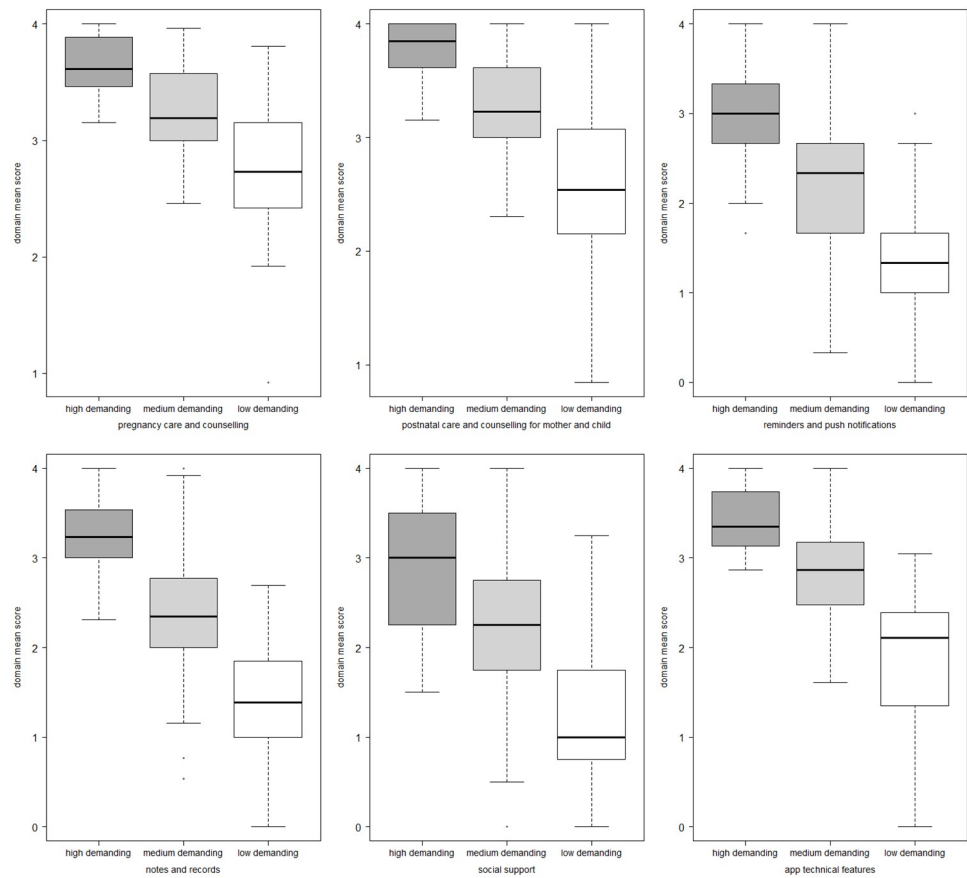 4
3
2
1
domain mean score
high demanding medium demanding low demanding
pregnancy care and counselling
4
3
2
1
domain mean score
high demanding medium demanding low demanding
postnatal care and counselling for mother and child
4
3
2
1
0
domain mean score
high demanding medium demanding low demanding
reminders and push notifications
4
3
2
1
0
domain mean score
high demanding medium demanding low demanding
notes and records
4
3
2
1
0
domain mean score
high demanding medium demanding low demanding
social support
4
3
2
1
0
domain mean score
high demanding medium demanding low demanding
app technical features